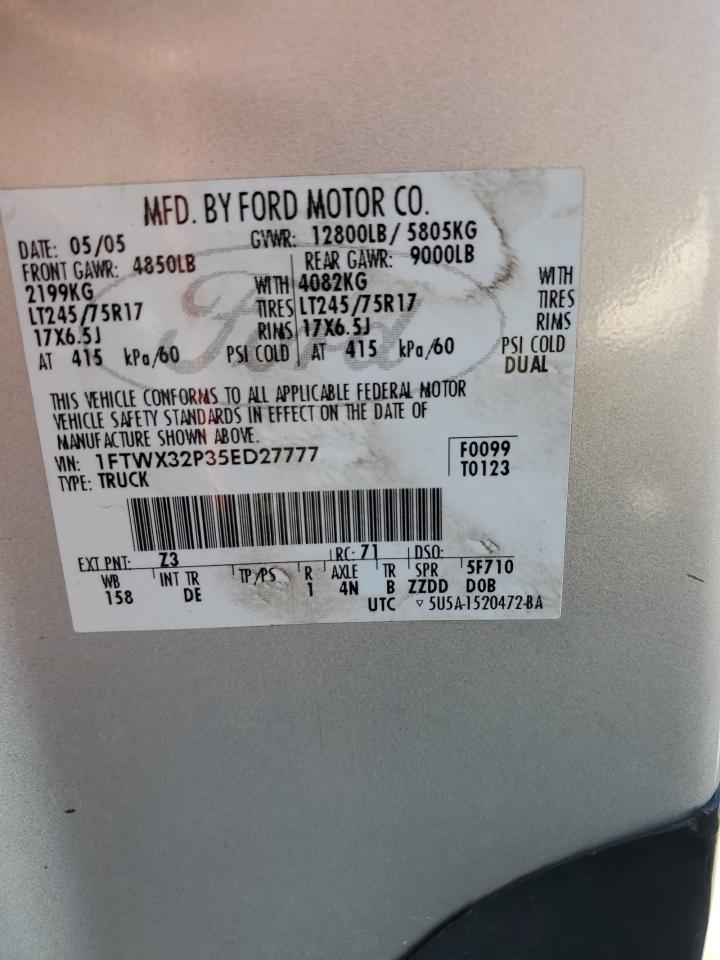 MFD. BY FORD MOTOR CO.
DATE: 05/05 GVWR: 12800LB/ 5805KG
FRONT GAWR: 4850LB REAR GAWR: 9000LB
2199KG WITH 4082KG WITH
LT245/75R17 TIRES LT245/75R17 TIRES
17X6.5J RIMS 17X6.5J RIMS
AT 415 kPa/60 PSI COLD AT 415 kPa/60 PSI COLD
DUAL
Ford
THIS VEHICLE CONFORMS TO ALL APPLICABLE FEDERAL MOTOR
VEHICLE SAFETY STANDARDS IN EFFECT ON THE DATE OF
MANUFACTURE SHOWN ABOVE.
VIN: 1FTWX32P35ED27777 F0099
TYPE: TRUCK T0123
EXT PNT: Z3 RC: 71 DSO:
WB INT TR TP/PS R AXLE TR SPR 5F710
158 DE 1 4N B ZZDD DOB
UTC ▽ 5U5A-1520472-BA